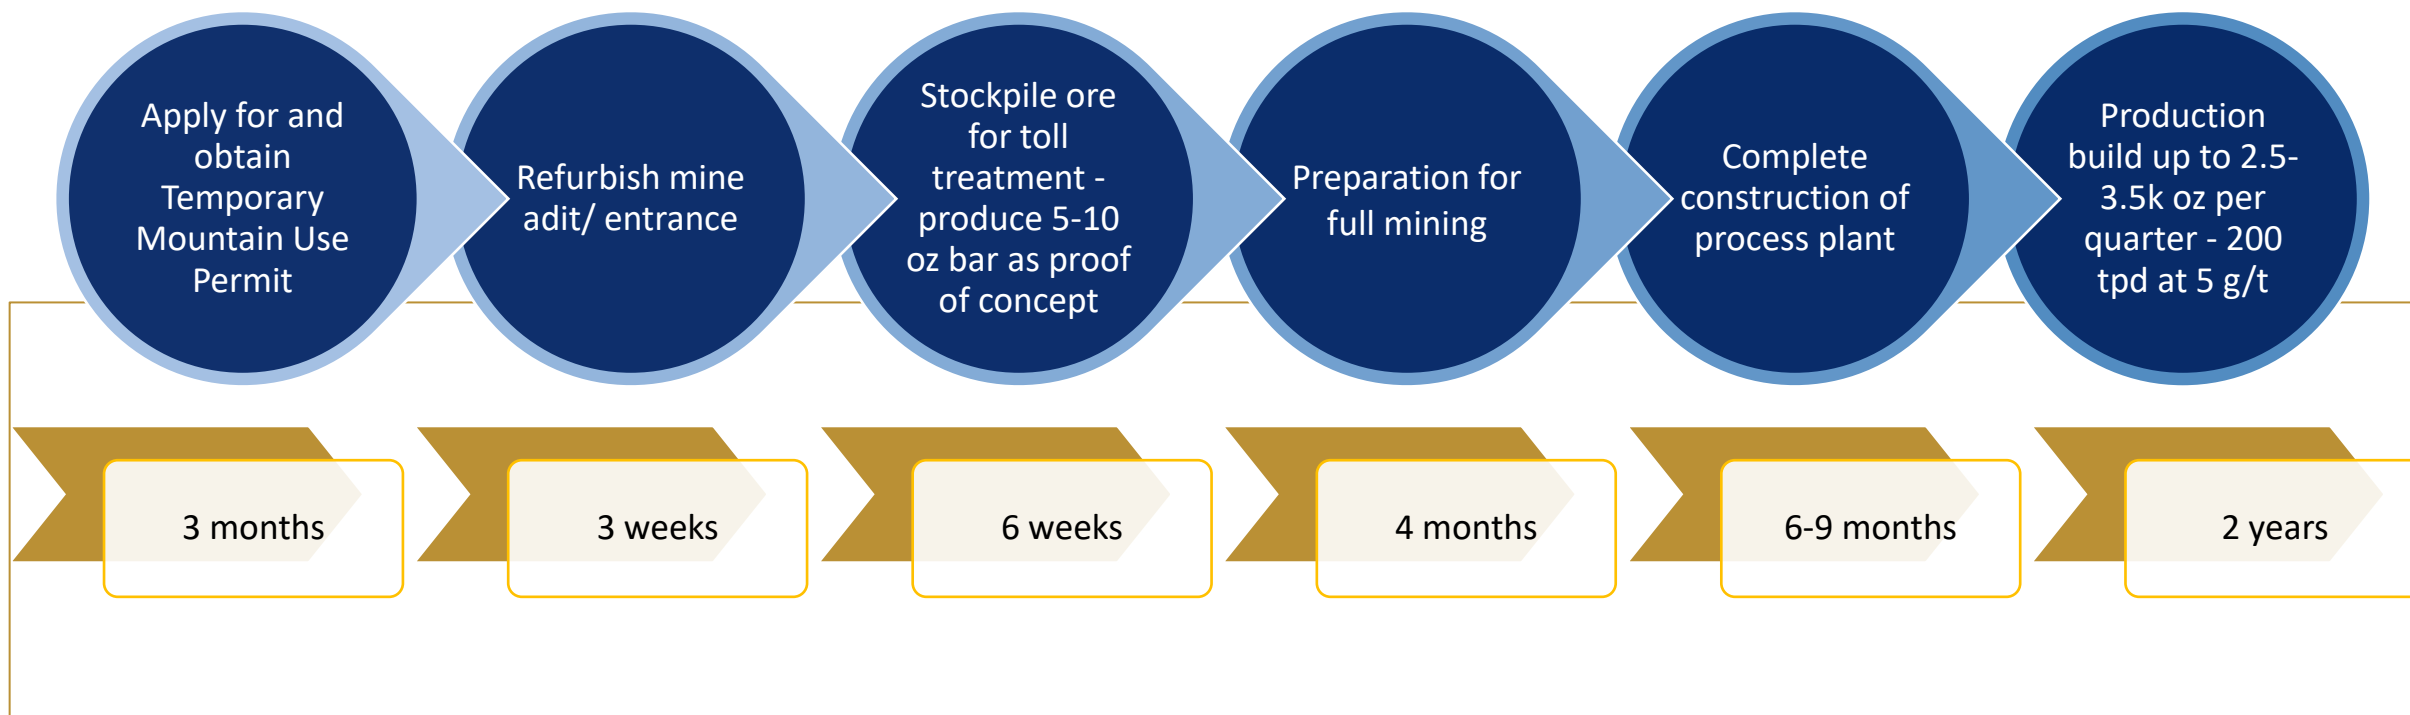 Apply for and
obtain
Temporary
Mountain Use
Permit
Refurbish mine
adit/ entrance
Stockpile ore
for toll
treatment -
produce 5-10
oz bar as proof
of concept
Preparation for
full mining
Complete
construction of
process plant
Production
build up to 2.5-
3.5k oz per
quarter - 200
tpd at 5 g/t
3 months
3 weeks
6 weeks
4 months
6-9 months
2 years